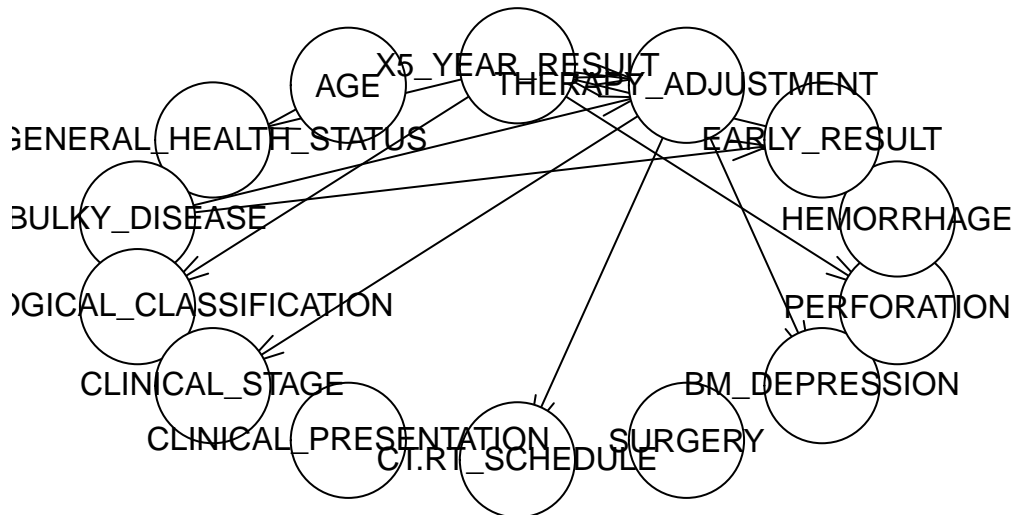 X5_YEAR_RESULT
THERAPY_ADJUSTMENT
AGE
GENERAL_HEALTH_STATUS
EARLY_RESULT
BULKY_DISEASE
HEMORRHAGE
OGICAL_CLASSIFICATION
PERFORATION
CLINICAL_STAGE
BM_DEPRESSION
CLINICAL_PRESENTATION
SURGERY
CT.RT_SCHEDULE